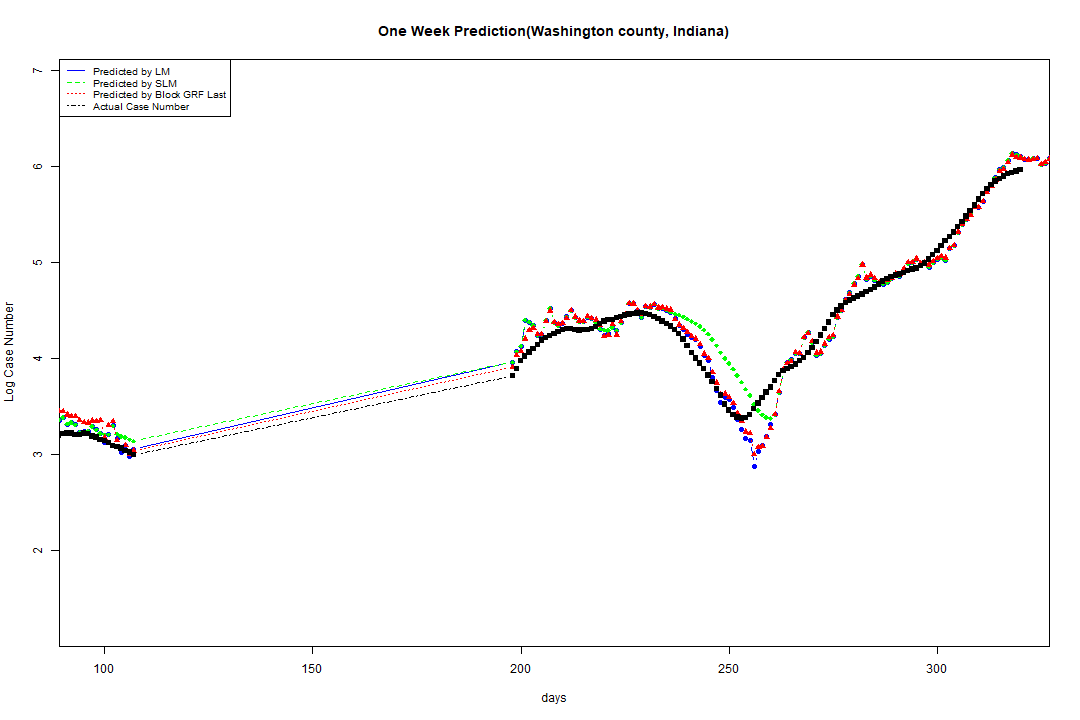 One Week Prediction(Washington county, Indiana)
Predicted by LM
Predicted by SLM
Predicted by Block GRF Last
Actual Case Number
7
6
5
4
3
2
Log Case Number
100 150 200 250 300
days